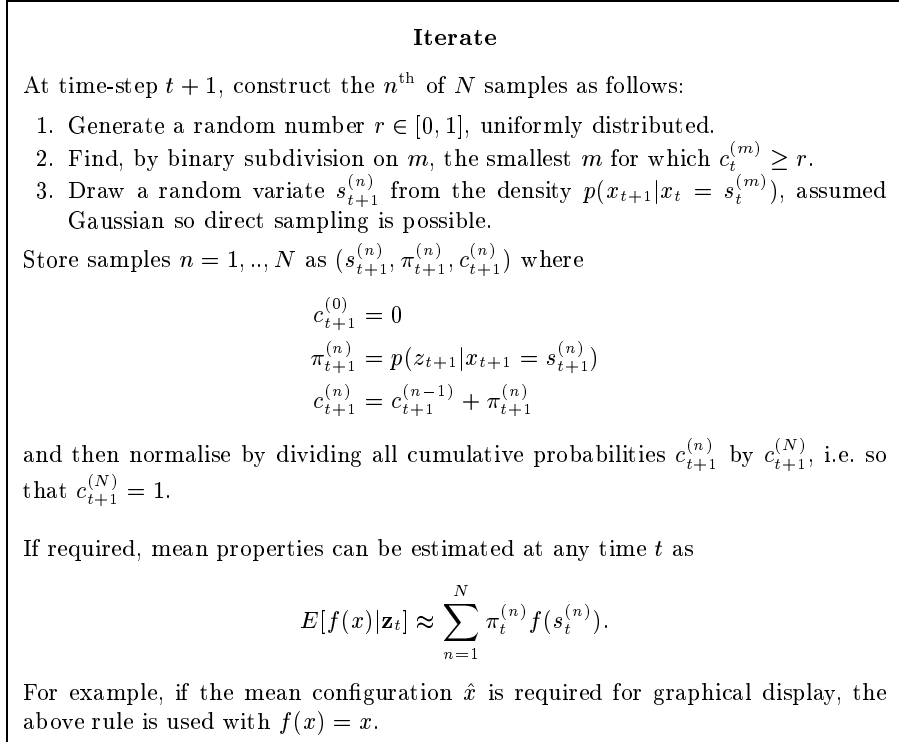 Iterate
At time-step t + 1, construct the n^th of N samples as follows:
1. Generate a random number r ∈ [0, 1], uniformly distributed.
2. Find, by binary subdivision on m, the smallest m for which c_t^(m) ≥ r.
3. Draw a random variate s_{t+1}^(n) from the density p(x_{t+1}|x_t = s_t^(m)), assumed
Gaussian so direct sampling is possible.
Store samples n = 1, .., N as (s_{t+1}^(n), π_{t+1}^(n), c_{t+1}^(n)) where
c_{t+1}^(0) = 0
π_{t+1}^(n) = p(z_{t+1}|x_{t+1} = s_{t+1}^(n))
c_{t+1}^(n) = c_{t+1}^(n−1) + π_{t+1}^(n)
and then normalise by dividing all cumulative probabilities c_{t+1}^(n) by c_{t+1}^(N), i.e. so
that c_{t+1}^(N) = 1.
If required, mean properties can be estimated at any time t as
E[f(x)|𝐳_t] ≈ ∑_{n=1}^{N} π_t^(n) f(s_t^(n)).
For example, if the mean configuration x̂ is required for graphical display, the
above rule is used with f(x) = x.